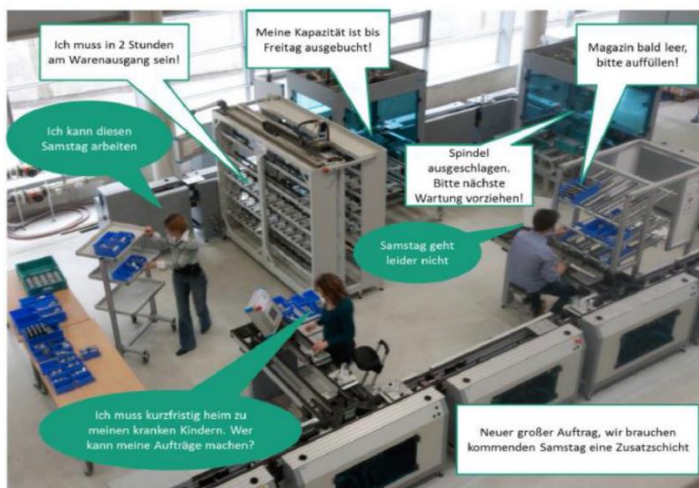 Ich muss in 2 Stunden
am Warenausgang sein!
Meine Kapazität ist bis
Freitag ausgebucht!
Magazin bald leer,
bitte auffüllen!
Ich kann diesen
Samstag arbeiten
Spindel
ausgeschlagen.
Bitte nächste
Wartung vorziehen!
Samstag geht
leider nicht
Ich muss kurzfristig heim zu
meinen kranken Kindern. Wer
kann meine Aufträge machen?
Neuer großer Auftrag, wir brauchen
kommenden Samstag eine Zusatzschicht